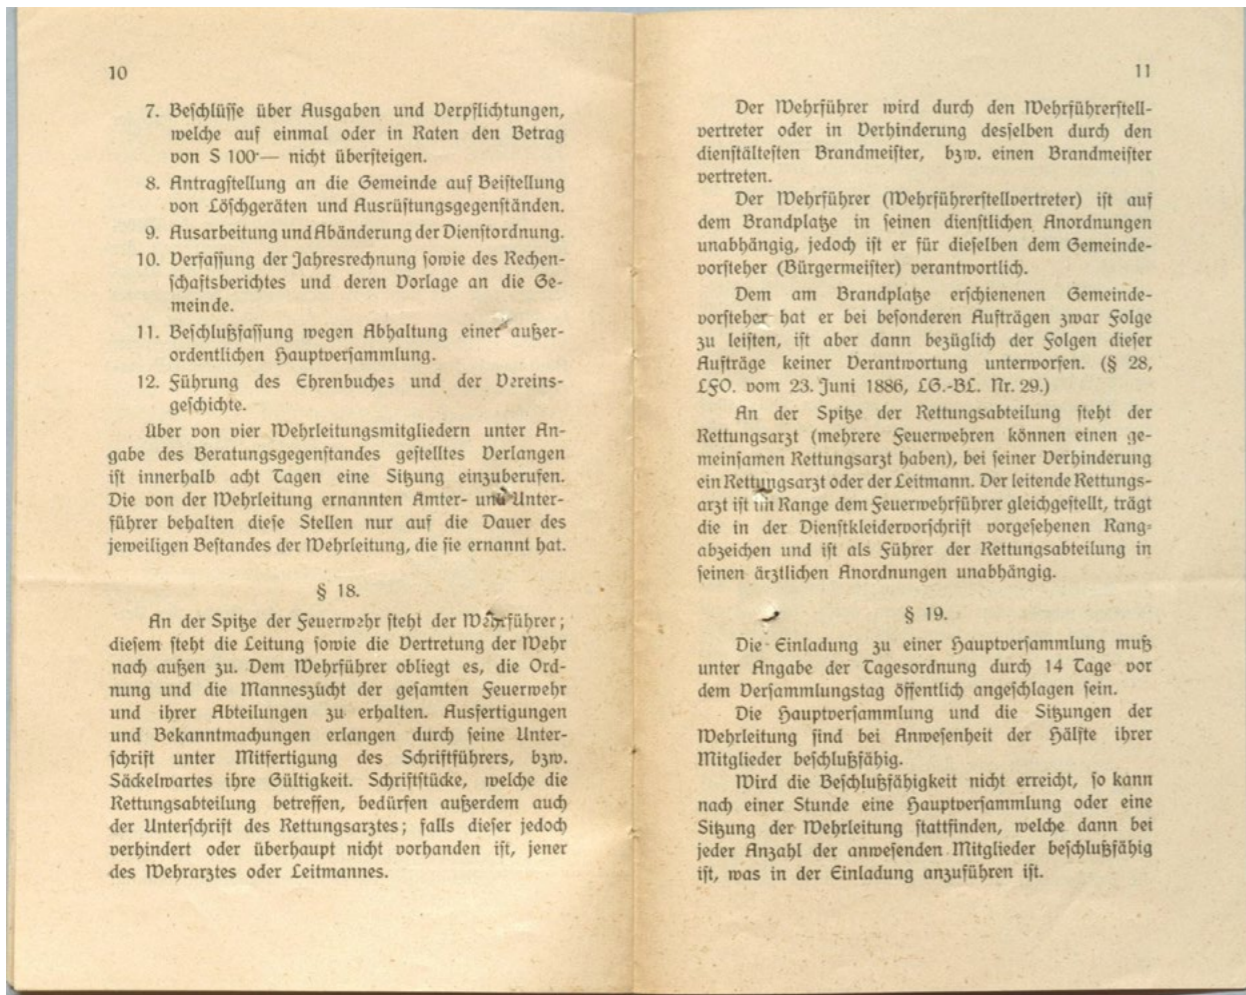 10
7. Beschlüsse über Ausgaben und Verpflichtungen,
welche auf einmal oder in Raten den Betrag
von S 100·— nicht übersteigen.
8. Antragstellung an die Gemeinde auf Beistellung
von Löschgeräten und Ausrüstungsgegenständen.
9. Ausarbeitung und Abänderung der Dienstordnung.
10. Verfassung der Jahresrechnung sowie des Rechen-
schaftsberichtes und deren Vorlage an die Ge-
meinde.
11. Beschlußfassung wegen Abhaltung einer außer-
ordentlichen Hauptversammlung.
12. Führung des Ehrenbuches und der Vereins-
geschichte.
Über von vier Wehrleitungsmitgliedern unter An-
gabe des Beratungsgegenstandes gestelltes Verlangen
ist innerhalb acht Tagen eine Sitzung einzuberufen.
Die von der Wehrleitung ernannten Amter- und Unter-
führer behalten diese Stellen nur auf die Dauer des
jeweiligen Bestandes der Wehrleitung, die sie ernannt hat.
§ 18.
An der Spitze der Feuerwehr steht der Wehrführer;
diesem steht die Leitung sowie die Vertretung der Wehr
nach außen zu. Dem Wehrführer obliegt es, die Ord-
nung und die Manneszucht der gesamten Feuerwehr
und ihrer Abteilungen zu erhalten. Ausfertigungen
und Bekanntmachungen erlangen durch seine Unter-
schrift unter Mitfertigung des Schriftführers, bzw.
Säckelwartes ihre Gültigkeit. Schriftstücke, welche die
Rettungsabteilung betreffen, bedürfen außerdem auch
der Unterschrift des Rettungsarztes; falls dieser jedoch
verhindert oder überhaupt nicht vorhanden ist, jener
des Wehrarztes oder Leitmannes.
11
Der Wehrführer wird durch den Wehrführerstell-
vertreter oder in Verhinderung desselben durch den
dienstältesten Brandmeister, bzw. einen Brandmeister
vertreten.
Der Wehrführer (Wehrführerstellvertreter) ist auf
dem Brandplatze in seinen dienstlichen Anordnungen
unabhängig, jedoch ist er für dieselben dem Gemeinde-
vorsteher (Bürgermeister) verantwortlich.
Dem am Brandplatze erschienenen Gemeinde-
vorsteher hat er bei besonderen Aufträgen zwar Folge
zu leisten, ist aber dann bezüglich der Folgen dieser
Aufträge keiner Verantwortung unterworfen. (§ 28,
LFO. vom 23. Juni 1886, LG.-BL. Nr. 29.)
An der Spitze der Rettungsabteilung steht der
Rettungsarzt (mehrere Feuerwehren können einen ge-
meinsamen Rettungsarzt haben), bei seiner Verhinderung
ein Rettungsarzt oder der Leitmann. Der leitende Rettungs-
arzt ist im Range dem Feuerwehrführer gleichgestellt, trägt
die in der Dienstkleidervorschrift vorgesehenen Rang-
abzeichen und ist als Führer der Rettungsabteilung in
seinen ärztlichen Anordnungen unabhängig.
§ 19.
Die Einladung zu einer Hauptversammlung muß
unter Angabe der Tagesordnung durch 14 Tage vor
dem Versammlungstag öffentlich angeschlagen sein.
Die Hauptversammlung und die Sitzungen der
Wehrleitung sind bei Anwesenheit der Hälfte ihrer
Mitglieder beschlußfähig.
Wird die Beschlußfähigkeit nicht erreicht, so kann
nach einer Stunde eine Hauptversammlung oder eine
Sitzung der Wehrleitung stattfinden, welche dann bei
jeder Anzahl der anwesenden Mitglieder beschlußfähig
ist, was in der Einladung anzuführen ist.